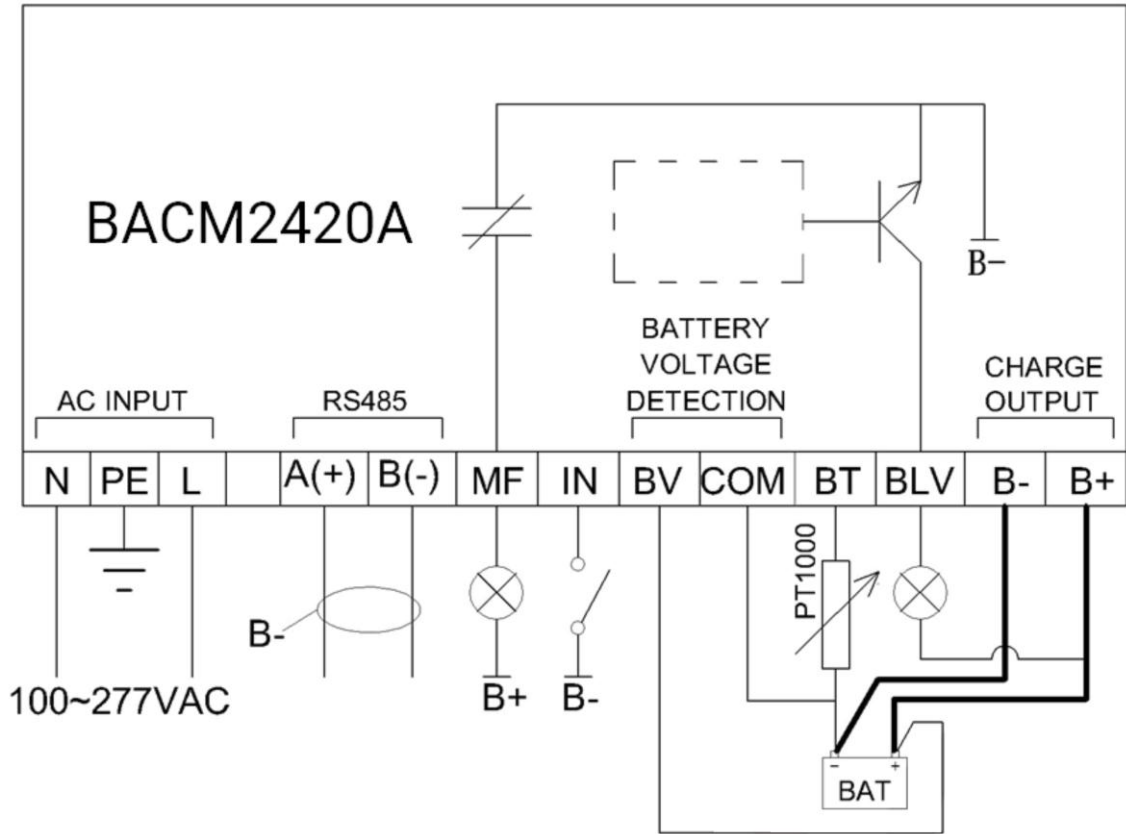 BACM2420A
B-
BATTERY
VOLTAGE
DETECTION
CHARGE
OUTPUT
AC INPUT
RS485
N PE L A(+) B(-) MF IN BV COM BT BLV B- B+
PT1000
B-
100~277VAC
B+ B-
- +
BAT